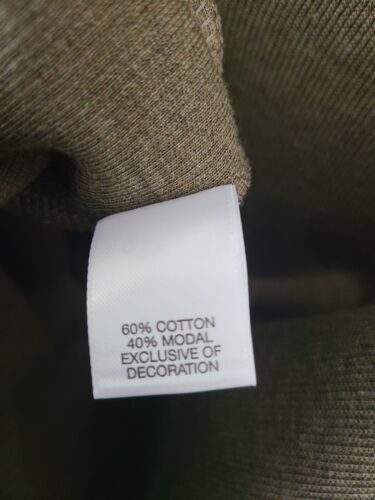 60% COTTON
40% MODAL
EXCLUSIVE OF
DECORATION